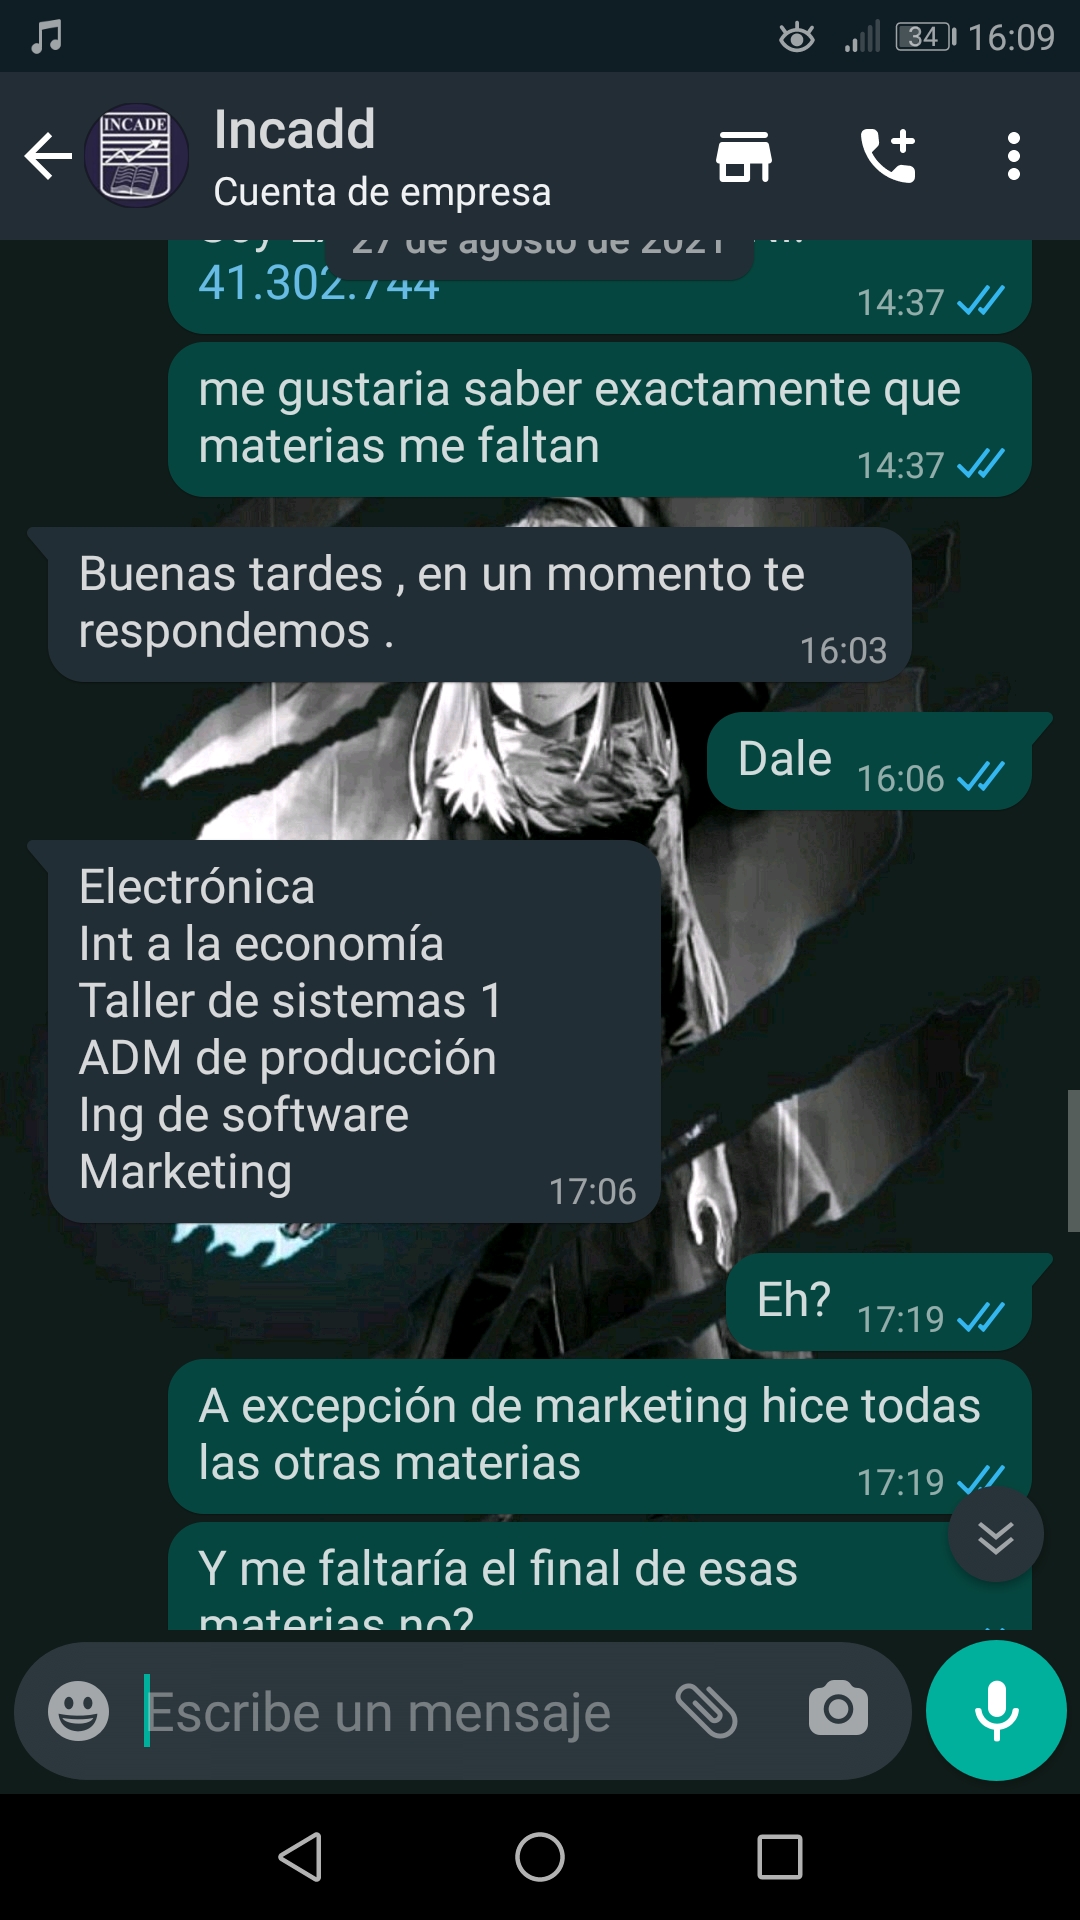 34 16:09
INCADE
Incadd
Cuenta de empresa
27 de agosto de 2021
41.302.744
14:37
me gustaria saber exactamente que
materias me faltan
14:37
Buenas tardes , en un momento te
respondemos .
16:03
Dale 16:06
Electrónica
Int a la economía
Taller de sistemas 1
ADM de producción
Ing de software
Marketing
17:06
Eh? 17:19
A excepción de marketing hice todas
las otras materias
17:19
Y me faltaría el final de esas
materias no?
Escribe un mensaje